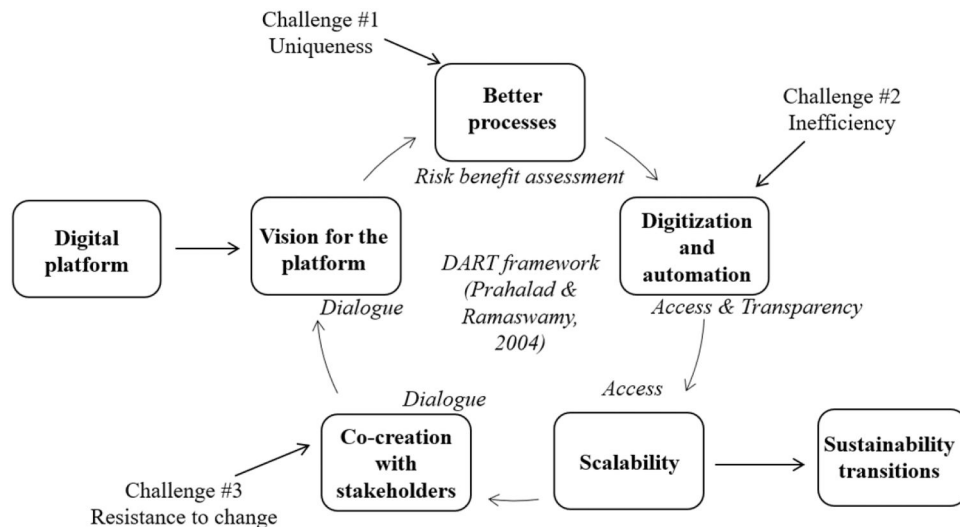 Challenge #1
Uniqueness
Better
processes
Challenge #2
Inefficiency
Risk benefit assessment
Digital
platform
Vision for the
platform
Digitization
and
automation
DART framework
(Prahalad &
Ramaswamy,
2004)
Dialogue
Access & Transparency
Dialogue
Access
Co-creation
with
stakeholders
Scalability
Sustainability
transitions
Challenge #3
Resistance to change